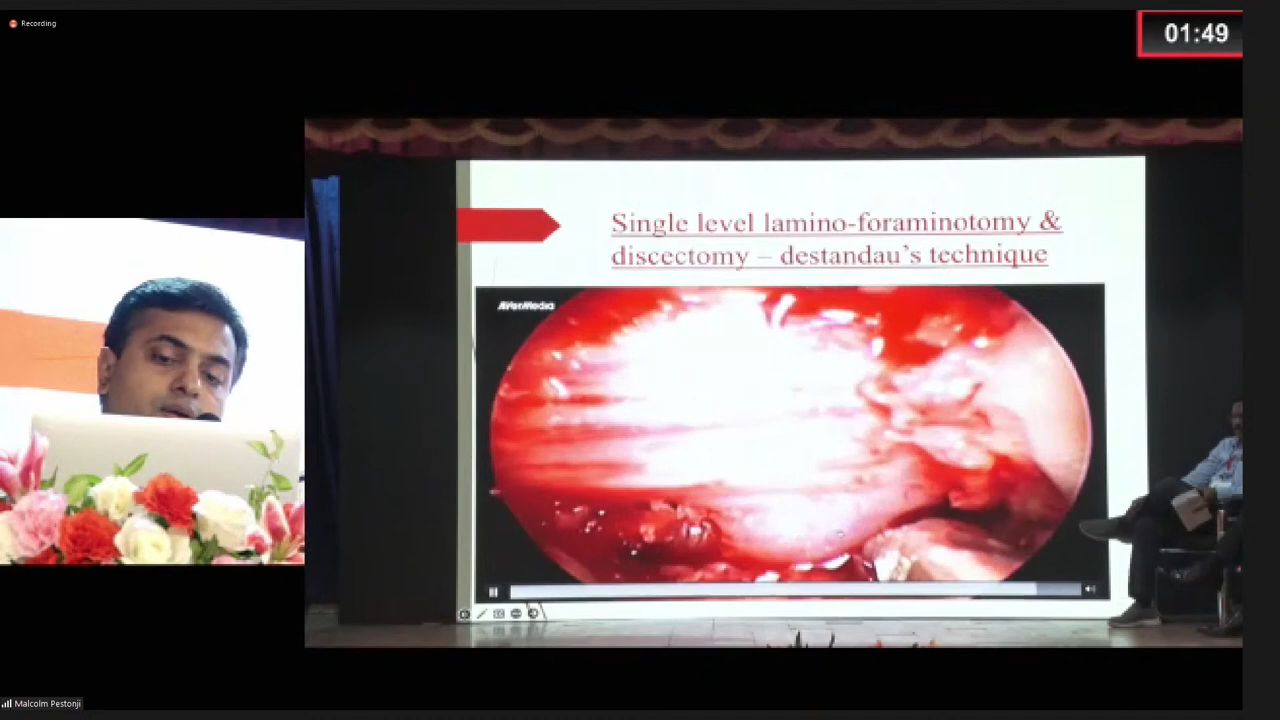 Recording
01:49
Single level lamino-foraminotomy &
discectomy – destandau's technique
AVerMedia
Malcolm Pestonji